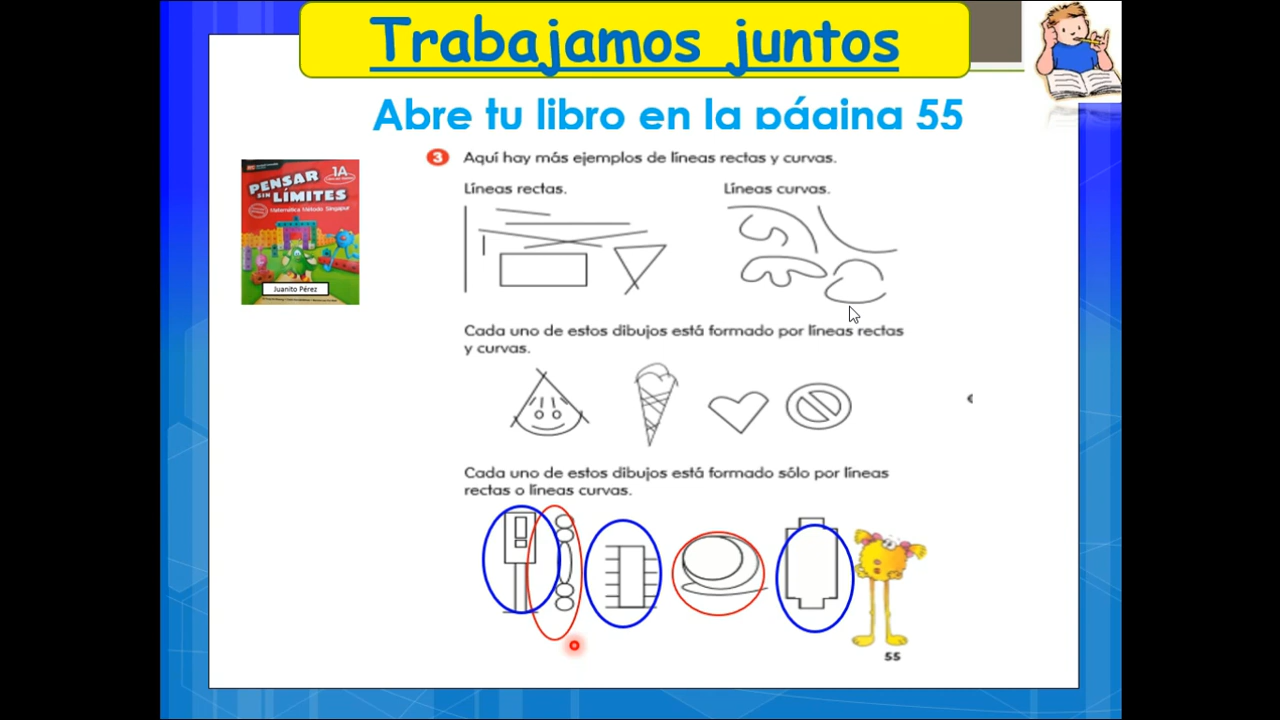 Trabajamos juntos
Abre tu libro en la página 55
PENSAR
SIN LÍMITES
1A
Matemática Método Singapur
Juanito Pérez
3 Aquí hay más ejemplos de líneas rectas y curvas.
Líneas rectas.
Líneas curvas.
Cada uno de estos dibujos está formado por líneas rectas
y curvas.
Cada uno de estos dibujos está formado sólo por líneas
rectas o líneas curvas.
55